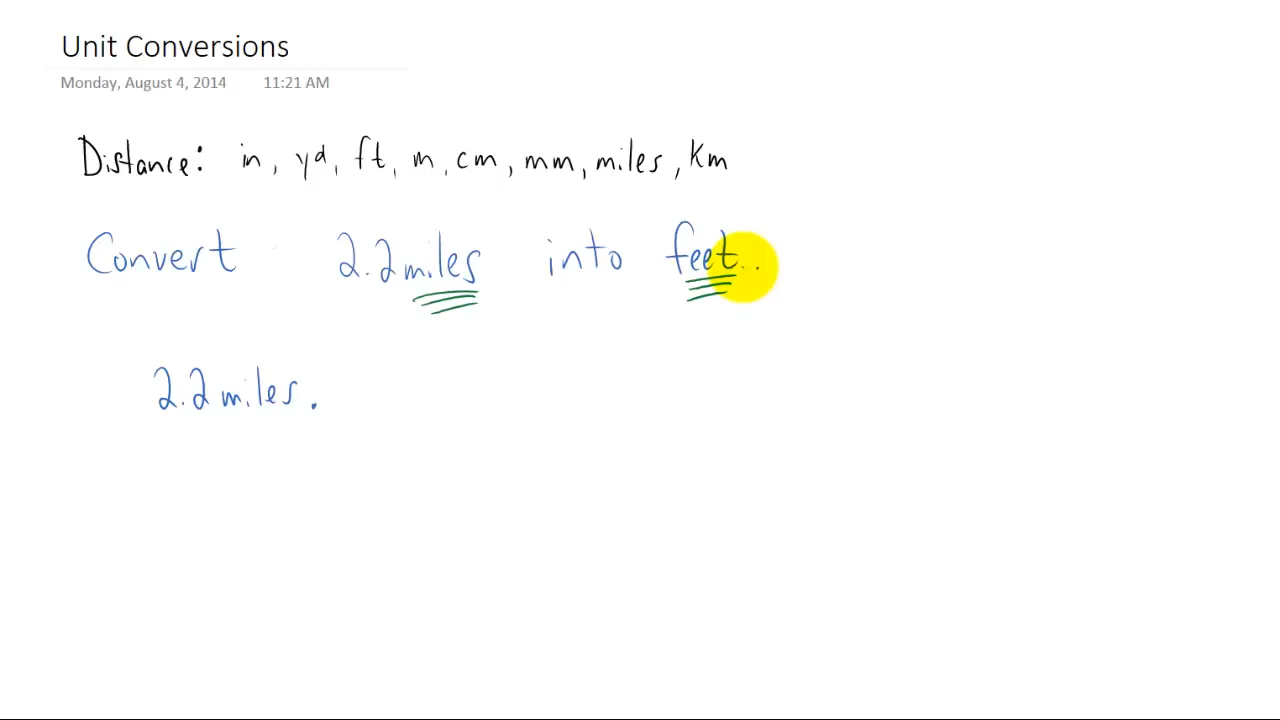 Unit Conversions
Monday, August 4, 2014 11:21 AM
Distance: in, yd, ft, m, cm, mm, miles, km
Convert 2.2 miles into feet..
2.2 miles.